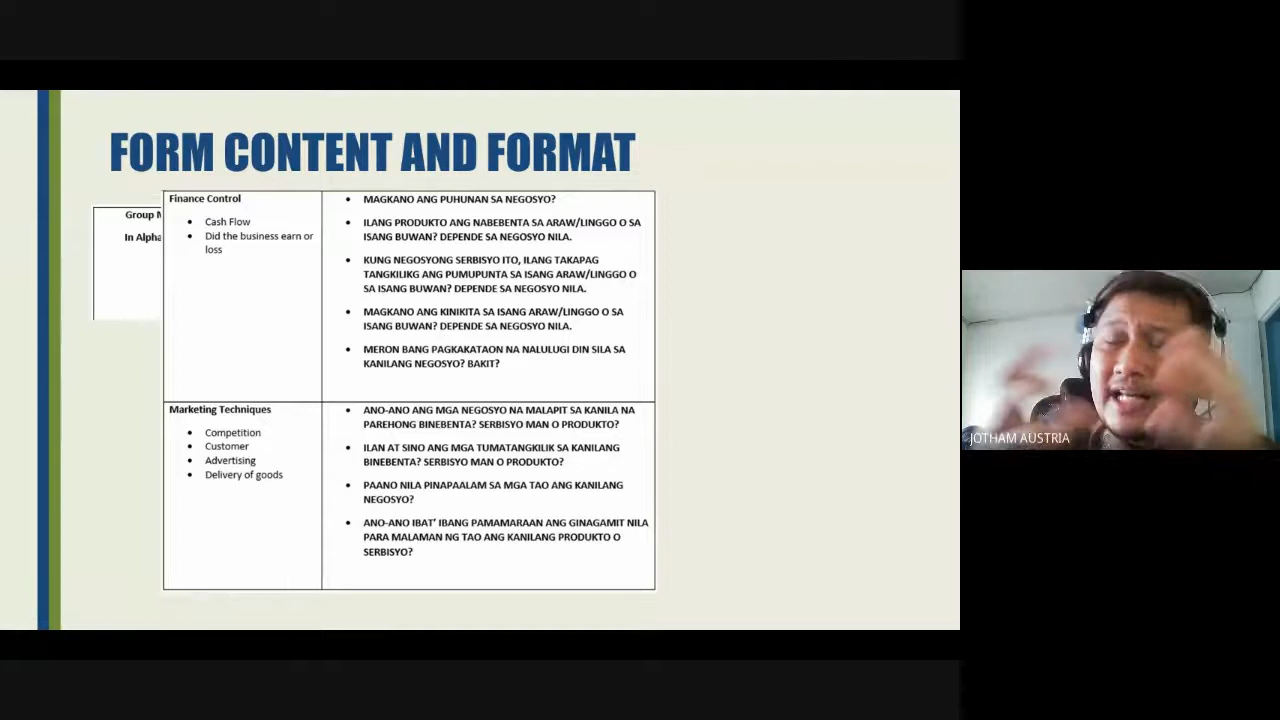 FORM CONTENT AND FORMAT
Group
In Alpha
Finance Control
• Cash Flow
• Did the business earn or
loss
• MAGKANO ANG PUHUNAN SA NEGOSYO?
• ILANG PRODUKTO ANG NABEBENTA SA ARAW/LINGGO O SA
ISANG BUWAN? DEPENDE SA NEGOSYO NILA.
• KUNG NEGOSYONG SERBISYO ITO, ILANG TAKAPAG
TANGKILIKG ANG PUMUPUNTA SA ISANG ARAW/LINGGO O
SA ISANG BUWAN? DEPENDE SA NEGOSYO NILA.
• MAGKANO ANG KINIKITA SA ISANG ARAW/LINGGO O SA
ISANG BUWAN? DEPENDE SA NEGOSYO NILA.
• MERON BANG PAGKAKATAON NA NALULUGI DIN SILA SA
KANILANG NEGOSYO? BAKIT?
Marketing Techniques
• Competition
• Customer
• Advertising
• Delivery of goods
• ANO-ANO ANG MGA NEGOSYO NA MALAPIT SA KANILA NA
PAREHONG BINEBENTA? SERBISYO MAN O PRODUKTO?
• ILAN AT SINO ANG MGA TUMATANGKILIK SA KANILANG
BINEBENTA? SERBISYO MAN O PRODUKTO?
• PAANO NILA PINAPAALAM SA MGA TAO ANG KANILANG
NEGOSYO?
• ANO-ANO IBAT' IBANG PAMAMARAAN ANG GINAGAMIT NILA
PARA MALAMAN NG TAO ANG KANILANG PRODUKTO O
SERBISYO?
JOTHAM AUSTRIA